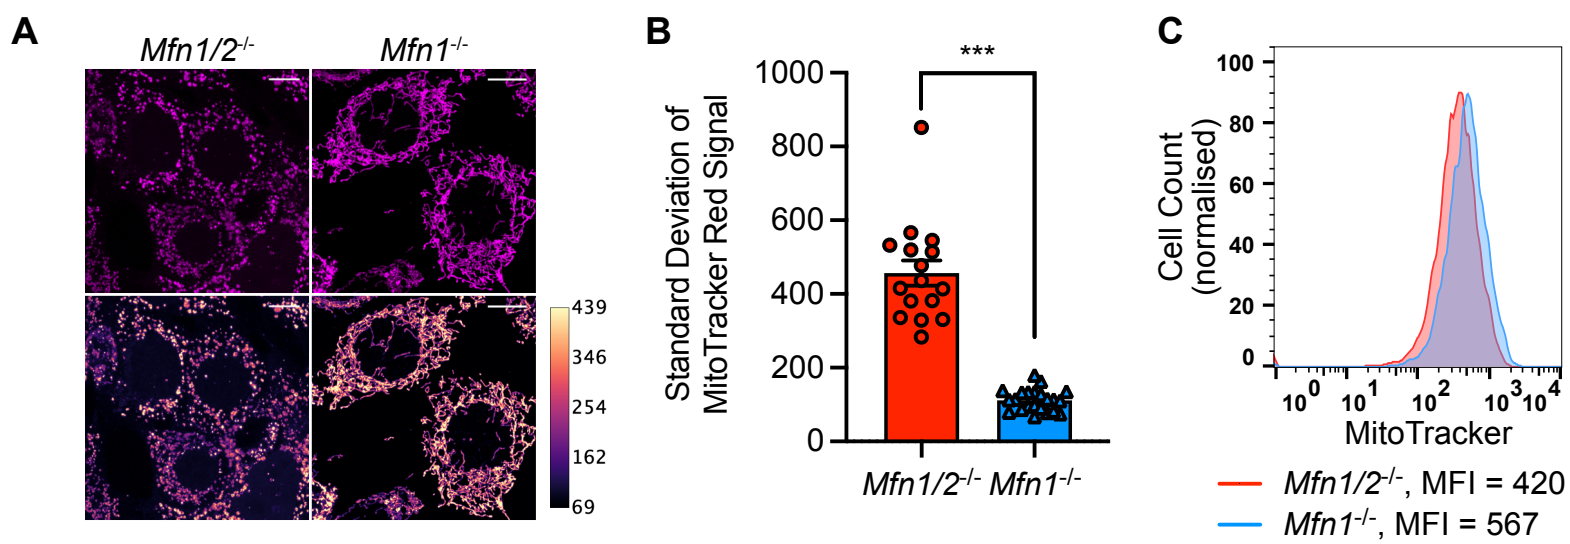 A
Mfn1/2-/-
Mfn1-/-
439
346
254
162
69
B
***
Standard Deviation of
MitoTracker Red Signal
1000
800
600
400
200
0
Mfn1/2-/- Mfn1-/-
C
Cell Count
(normalised)
100
80
60
40
20
0
10^0 10^1 10^2 10^3 10^4
MitoTracker
Mfn1/2-/-, MFI = 420
Mfn1-/-, MFI = 567